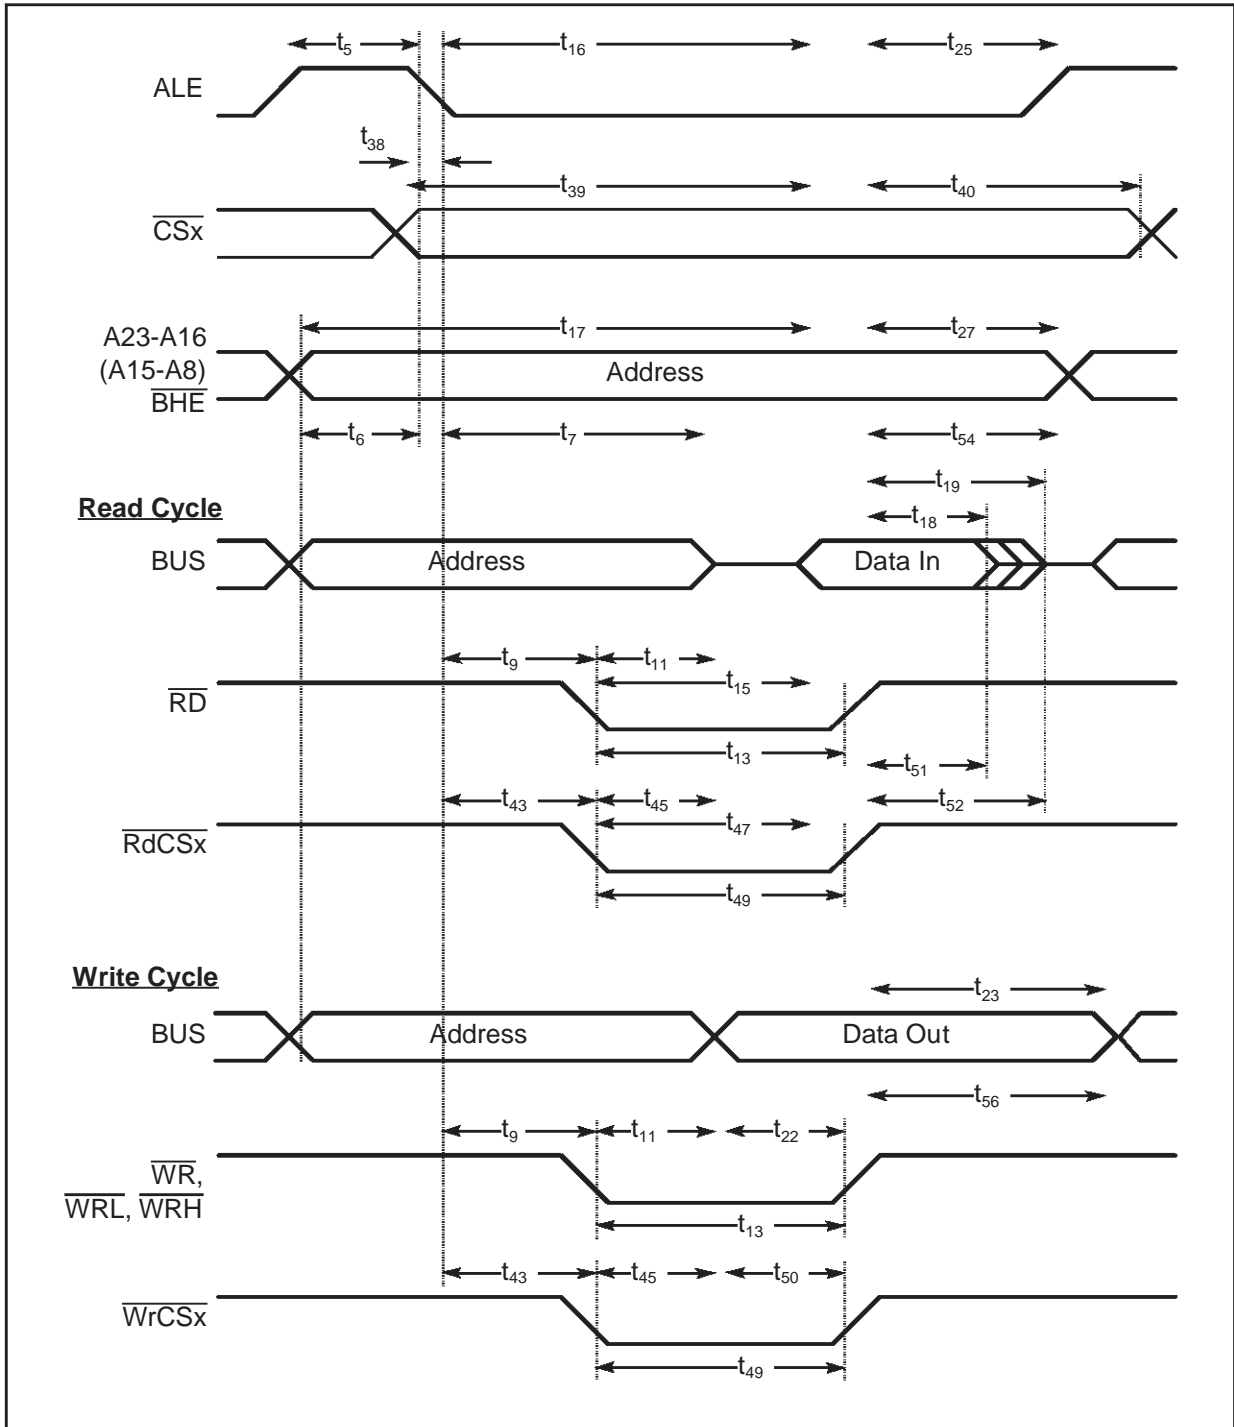 t5 t16 t25
ALE
t38
t39 t40
CSx
t17 t27
A23-A16
(A15-A8)
BHE
Address
t6 t7 t54
t19
Read Cycle
t18
BUS Address Data In
t9 t11
t15
RD
t13
t51
t43 t45 t52
t47
RdCSx
t49
Write Cycle
t23
BUS Address Data Out
t56
t9 t11 t22
WR,
WRL, WRH
t13
t43 t45 t50
WrCSx
t49